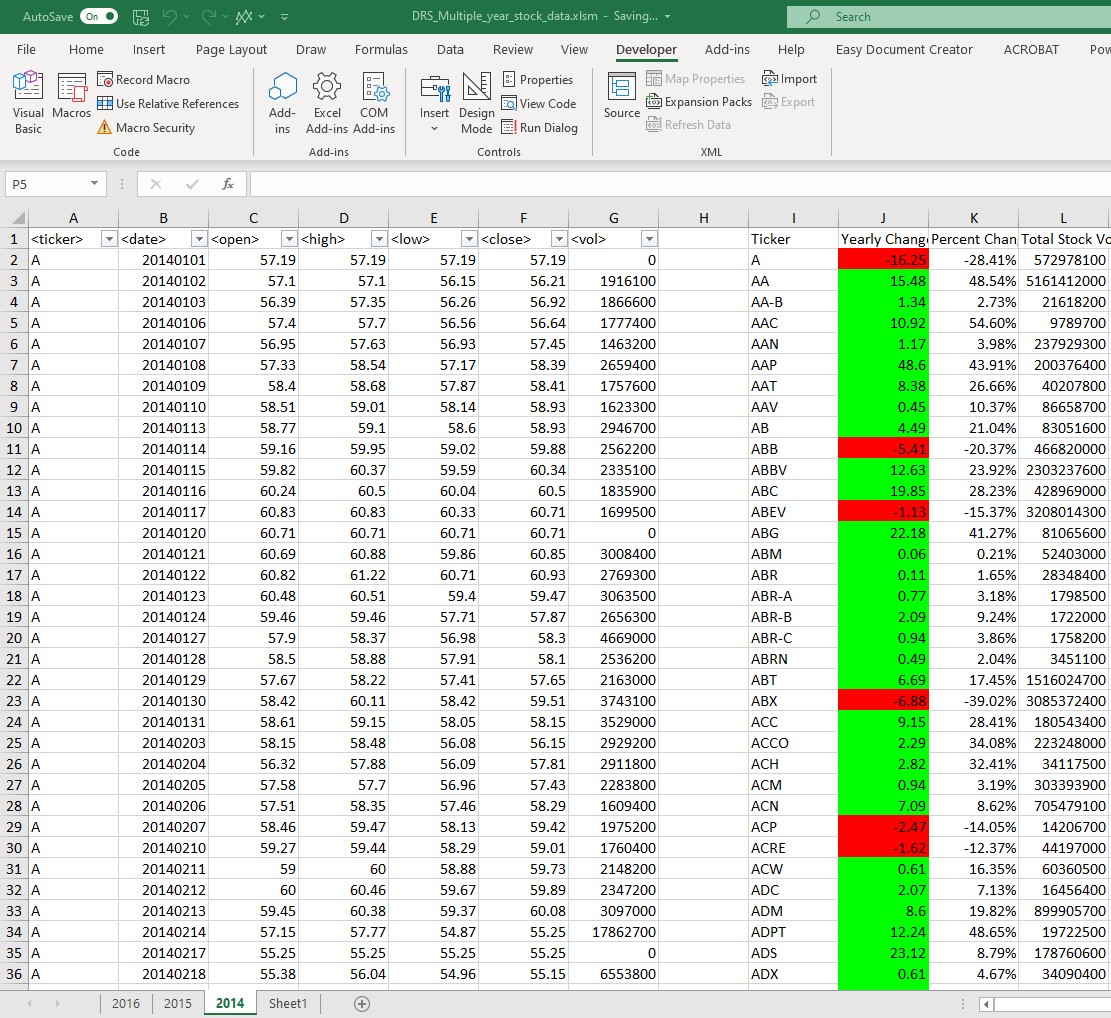 AutoSave On DRS_Multiple_year_stock_data.xlsm - Saving... Search
File Home Insert Page Layout Draw Formulas Data Review View Developer Add-ins Help Easy Document Creator ACROBAT Pow
Visual Basic Macros Record Macro Use Relative References Macro Security
Add-ins Excel Add-ins COM Add-ins
Insert Design Mode Properties View Code Run Dialog
Source Map Properties Expansion Packs Refresh Data Import Export
Code Add-ins Controls XML
P5 fx
A B C D E F G H I J K L
1 <ticker> <date> <open> <high> <low> <close> <vol> Ticker Yearly Chang Percent Chan Total Stock Vo
2 A 20140101 57.19 57.19 57.19 57.19 0 A -16.25 -28.41% 572978100
3 A 20140102 57.1 57.1 56.15 56.21 1916100 AA 15.48 48.54% 5161412000
4 A 20140103 56.39 57.35 56.26 56.92 1866600 AA-B 1.34 2.73% 21618200
5 A 20140106 57.4 57.7 56.56 56.64 1777400 AAC 10.92 54.60% 9789700
6 A 20140107 56.95 57.63 56.93 57.45 1463200 AAN 1.17 3.98% 237929300
7 A 20140108 57.33 58.54 57.17 58.39 2659400 AAP 48.6 43.91% 200376400
8 A 20140109 58.4 58.68 57.87 58.41 1757600 AAT 8.38 26.66% 40207800
9 A 20140110 58.51 59.01 58.14 58.93 1623300 AAV 0.45 10.37% 86658700
10 A 20140113 58.77 59.1 58.6 58.93 2946700 AB 4.49 21.04% 83051600
11 A 20140114 59.16 59.95 59.02 59.88 2562200 ABB -5.41 -20.37% 466820000
12 A 20140115 59.82 60.37 59.59 60.34 2335100 ABBV 12.63 23.92% 2303237600
13 A 20140116 60.24 60.5 60.04 60.5 1835900 ABC 19.85 28.23% 428969000
14 A 20140117 60.83 60.83 60.33 60.71 1699500 ABEV -1.13 -15.37% 3208014300
15 A 20140120 60.71 60.71 60.71 60.71 0 ABG 22.18 41.27% 81065600
16 A 20140121 60.69 60.88 59.86 60.85 3008400 ABM 0.06 0.21% 52403000
17 A 20140122 60.82 61.22 60.71 60.93 2769300 ABR 0.11 1.65% 28348400
18 A 20140123 60.48 60.51 59.4 59.47 3063500 ABR-A 0.77 3.18% 1798500
19 A 20140124 59.46 59.46 57.71 57.87 2656300 ABR-B 2.09 9.24% 1722000
20 A 20140127 57.9 58.37 56.98 58.3 4669000 ABR-C 0.94 3.86% 1758200
21 A 20140128 58.5 58.88 57.91 58.1 2536200 ABRN 0.49 2.04% 3451100
22 A 20140129 57.67 58.22 57.41 57.65 2163000 ABT 6.69 17.45% 1516024700
23 A 20140130 58.42 60.11 58.42 59.51 3743100 ABX -6.88 -39.02% 3085372400
24 A 20140131 58.61 59.15 58.05 58.15 3529000 ACC 9.15 28.41% 180543400
25 A 20140203 58.15 58.48 56.08 56.15 2929200 ACCO 2.29 34.08% 223248000
26 A 20140204 56.32 57.88 56.09 57.81 2911800 ACH 2.82 32.41% 34117500
27 A 20140205 57.58 57.7 56.96 57.43 2283800 ACM 0.94 3.19% 303393900
28 A 20140206 57.51 58.35 57.46 58.29 1609400 ACN 7.09 8.62% 705479100
29 A 20140207 58.46 59.47 58.13 59.42 1975200 ACP -2.47 -14.05% 14206700
30 A 20140210 59.27 59.44 58.29 59.01 1760400 ACRE -1.62 -12.37% 44197000
31 A 20140211 59 60 58.88 59.73 2148200 ACW 0.61 16.35% 60360500
32 A 20140212 60 60.46 59.67 59.89 2347200 ADC 2.07 7.13% 16456400
33 A 20140213 59.45 60.38 59.37 60.08 3097000 ADM 8.6 19.82% 899905700
34 A 20140214 57.15 57.77 54.87 55.25 17862700 ADPT 12.24 48.65% 19722500
35 A 20140217 55.25 55.25 55.25 55.25 0 ADS 23.12 8.79% 178760600
36 A 20140218 55.38 56.04 54.96 55.15 6553800 ADX 0.61 4.67% 34090400
2016 2015 2014 Sheet1